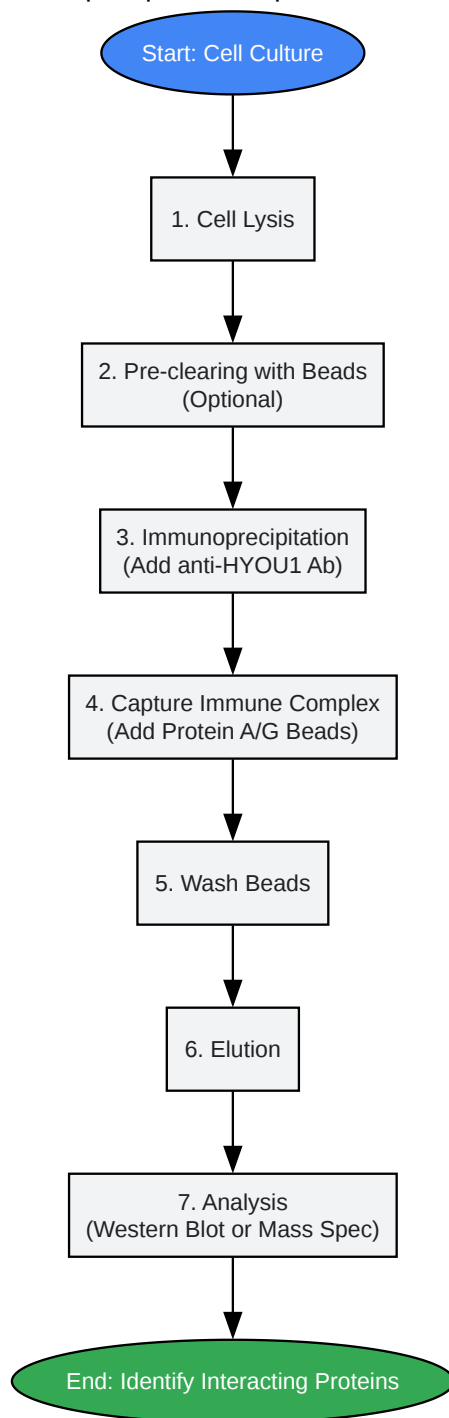 Start: Cell Culture
1. Cell Lysis
2. Pre-clearing with Beads
(Optional)
3. Immunoprecipitation
(Add anti-HYOU1 Ab)
4. Capture Immune Complex
(Add Protein A/G Beads)
5. Wash Beads
6. Elution
7. Analysis
(Western Blot or Mass Spec)
End: Identify Interacting Proteins